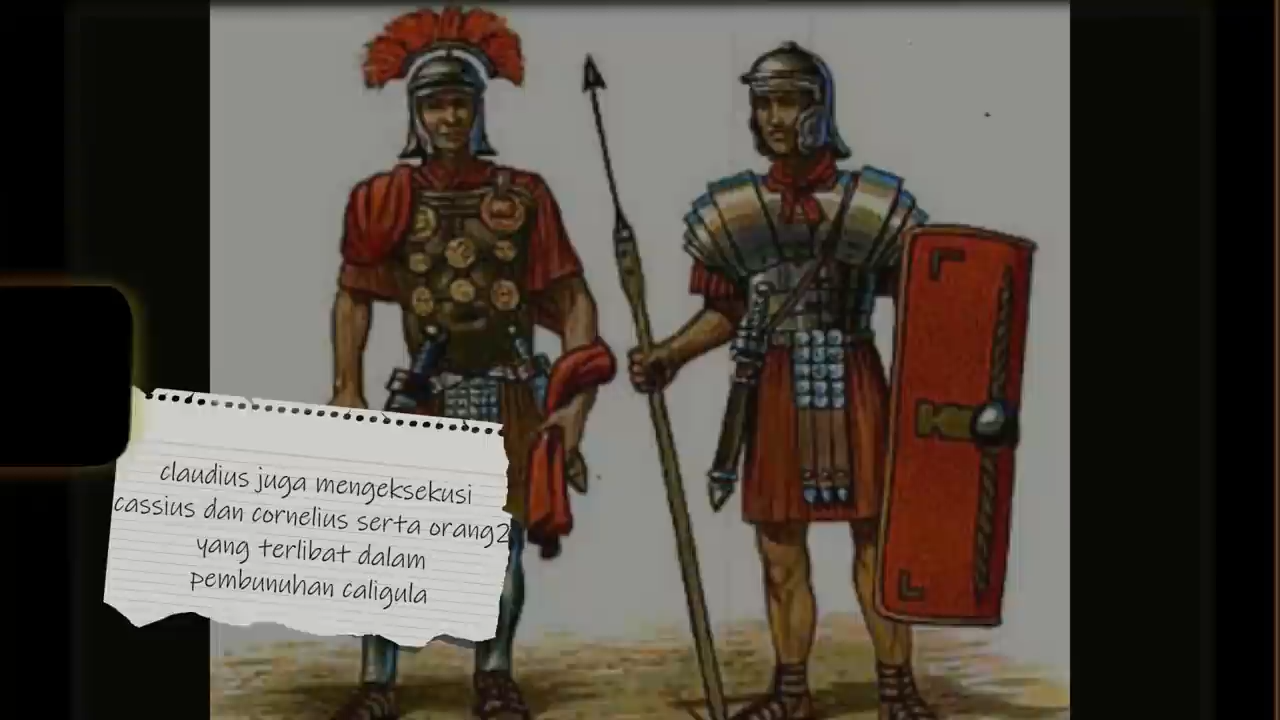 claudius juga mengeksekusi
cassius dan cornelius serta orang2
yang terlibat dalam
pembunuhan caligula